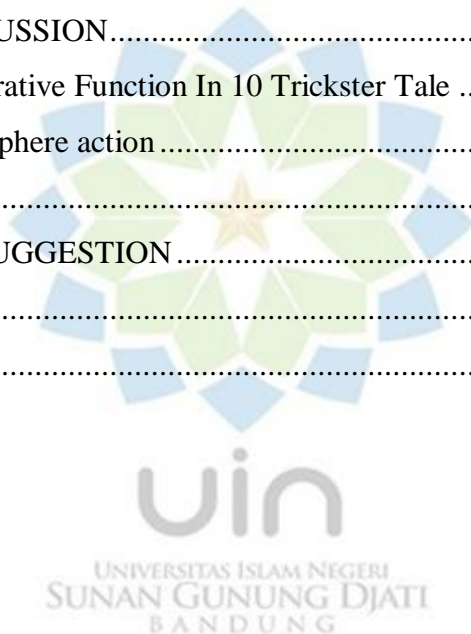 USSION........................................
rative Function In 10 Trickster Tale ..
phere action ..................................
..................................................
UGGESTION ................................
..................................................
..................................................
uin
UNIVERSITAS ISLAM NEGERI
SUNAN GUNUNG DJATI
BANDUNG